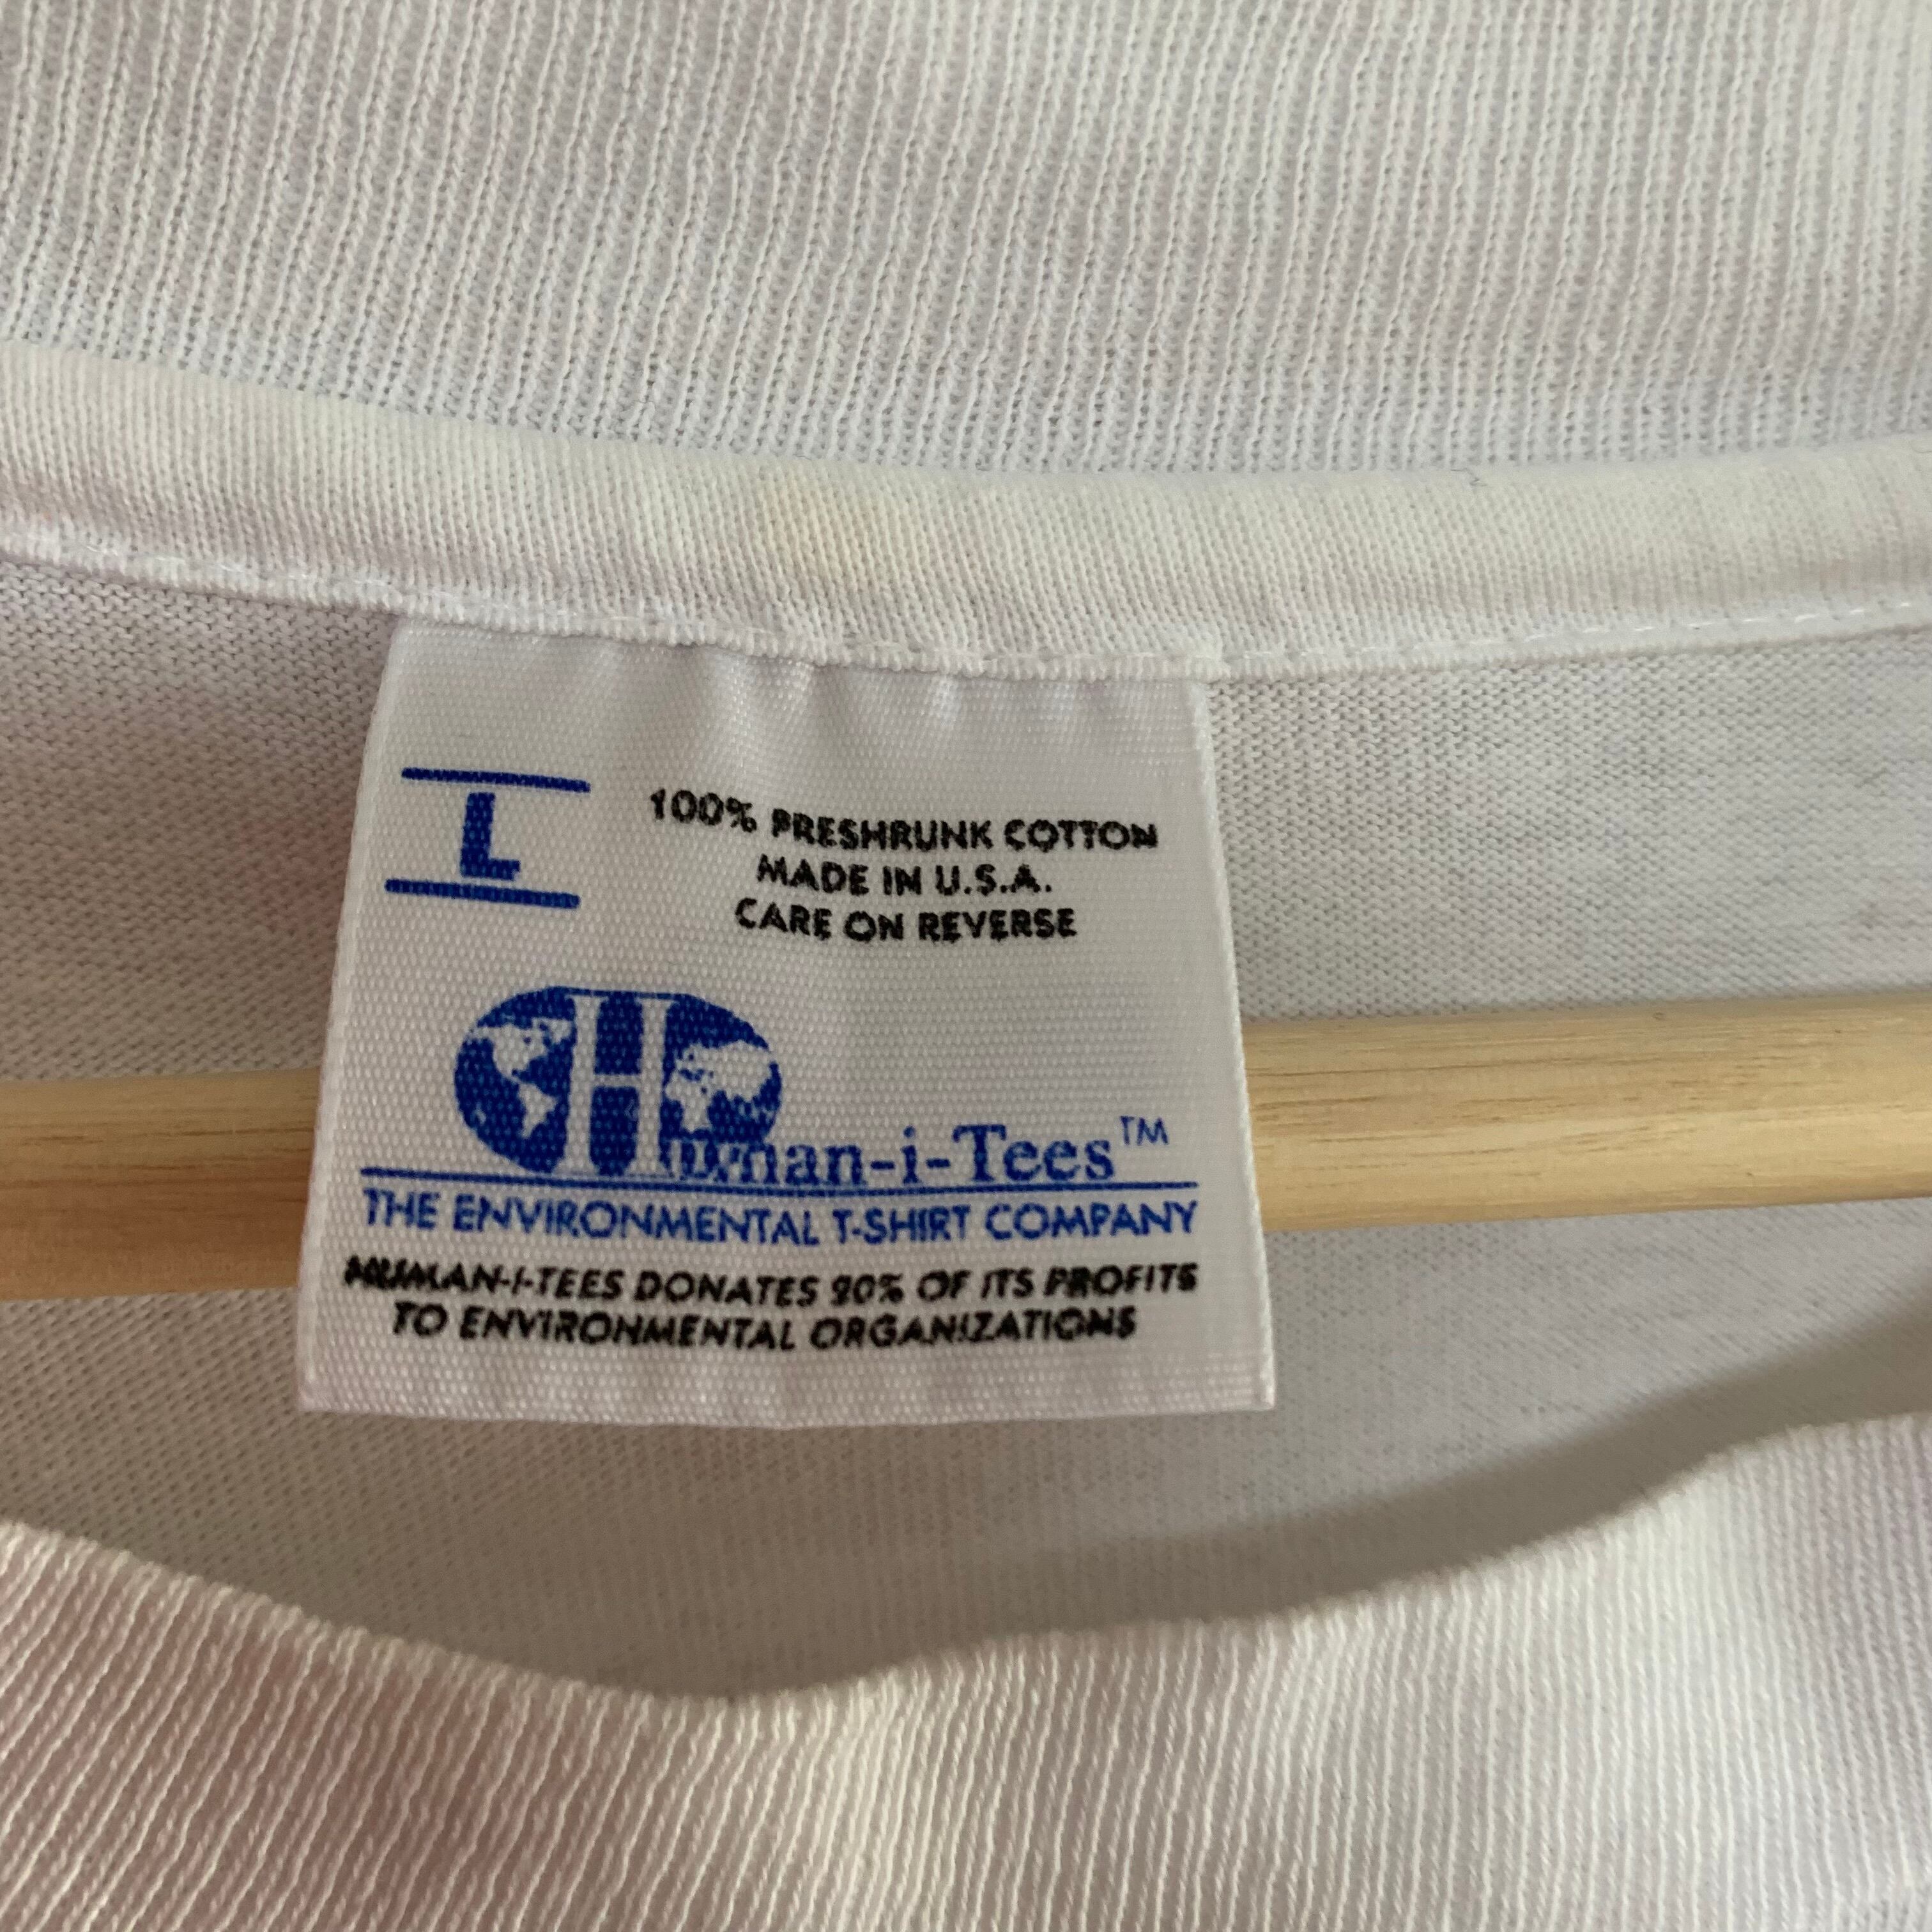 L
100% PRESHRUNK COTTON
MADE IN U.S.A.
CARE ON REVERSE
Human-i-Tees™
THE ENVIRONMENTAL T-SHIRT COMPANY
HUMAN-I-TEES DONATES 20% OF ITS PROFITS
TO ENVIRONMENTAL ORGANIZATIONS